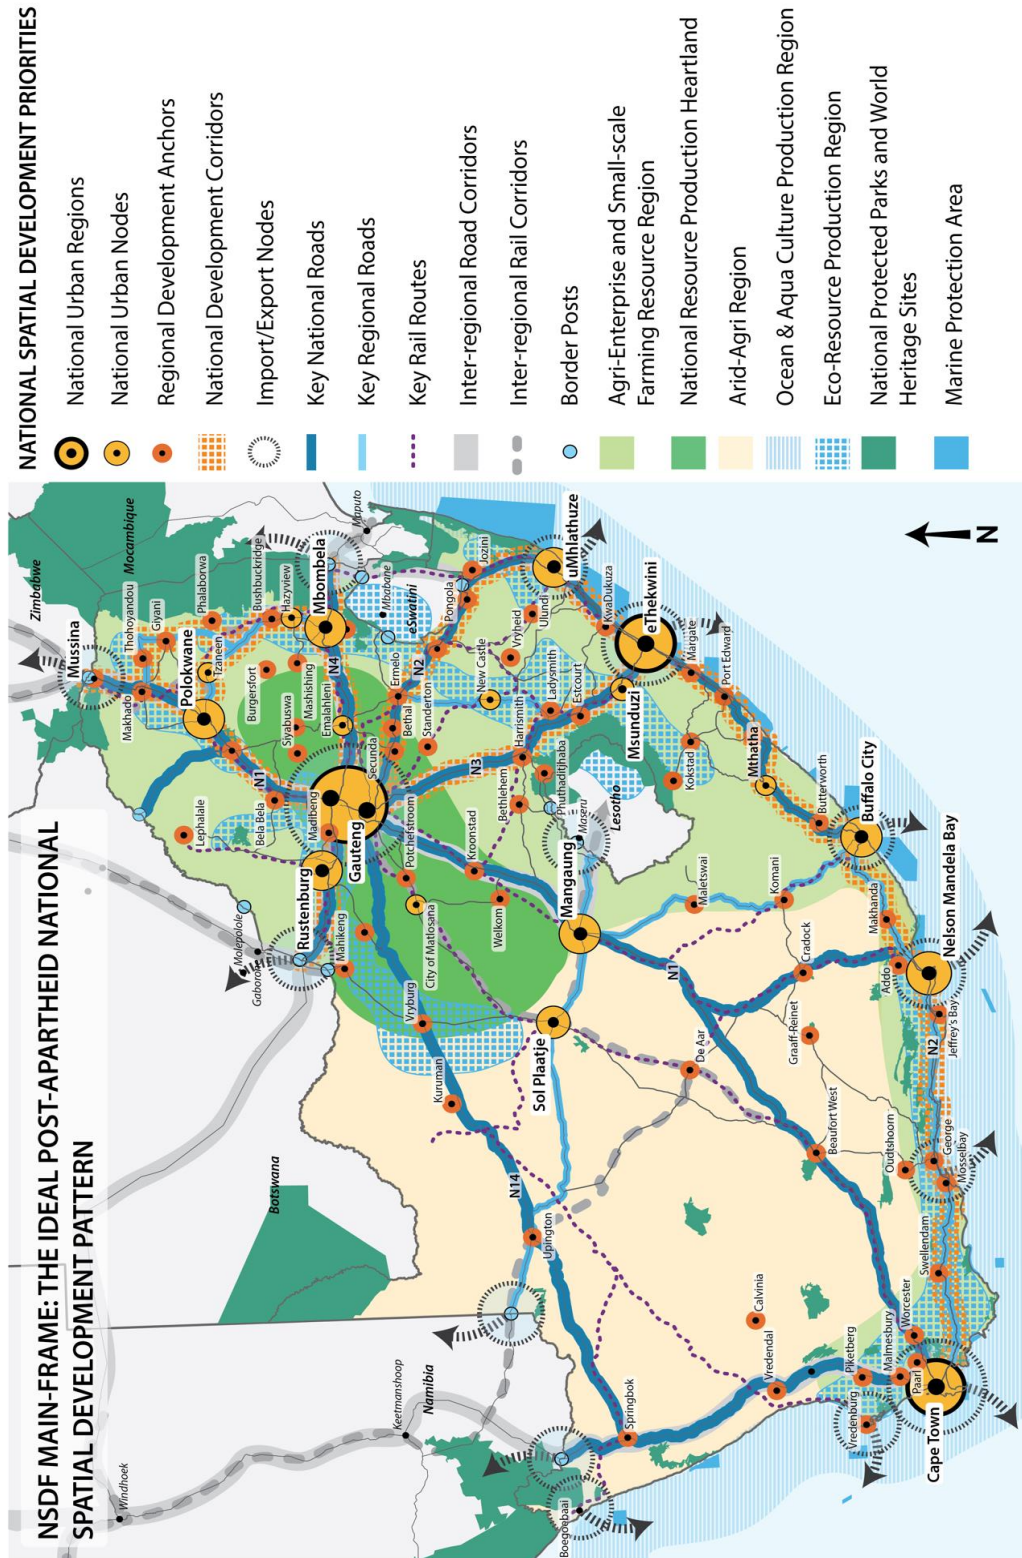 NSDF MAIN-FRAME: THE IDEAL POST-APARTHEID NATIONAL
SPATIAL DEVELOPMENT PATTERN
Zimbabwe
Mussina
Mocambique
Makhado
Thohoyandou
Giyani
Polokwane
Phalaborwa
Tzaneen
Bushbuckridge
Hazyview
Lephalale
N1
Burgersfort
Mashishing
Mbombela
Maputo
Bela Bela
Siyabuswa
Emalahleni
N4
Molepolole
Gaborone
Rustenburg
Madibeng
Gauteng
Secunda
Bethal
Ermelo
Mbabane
eSwatini
Mahikeng
Potchefstroom
Standerton
N2
Pongola
Jozini
Botswana
Vryburg
City of Matlosana
Kroonstad
N3
New Castle
Vryheid
Ulundi
uMhlathuze
Kuruman
Welkom
Bethlehem
Harrismith
Ladysmith
Estcourt
KwaDukuza
Phuthaditjhaba
Maseru
Lesotho
Msunduzi
eThekwini
N14
Upington
Sol Plaatje
Mangaung
Margate
Port Edward
Kokstad
Windhoek
Keetmanshoop
Namibia
Springbok
Boegoebaai
De Aar
N1
Maletswai
Mthatha
Komani
Butterworth
Calvinia
Vredendal
Graaff-Reinet
Cradock
Buffalo City
Beaufort West
Makhanda
Addo
Nelson Mandela Bay
Piketberg
Vredenburg
Malmesbury
Worcester
Paarl
Cape Town
Swellendam
Oudtshoorn
George
Mosselbay
N2
Jeffrey's Bay
N
NATIONAL SPATIAL DEVELOPMENT PRIORITIES
National Urban Regions
National Urban Nodes
Regional Development Anchors
National Development Corridors
Import/Export Nodes
Key National Roads
Key Regional Roads
Key Rail Routes
Inter-regional Road Corridors
Inter-regional Rail Corridors
Border Posts
Agri-Enterprise and Small-scale
Farming Resource Region
National Resource Production Heartland
Arid-Agri Region
Ocean & Aqua Culture Production Region
Eco-Resource Production Region
National Protected Parks and World
Heritage Sites
Marine Protection Area